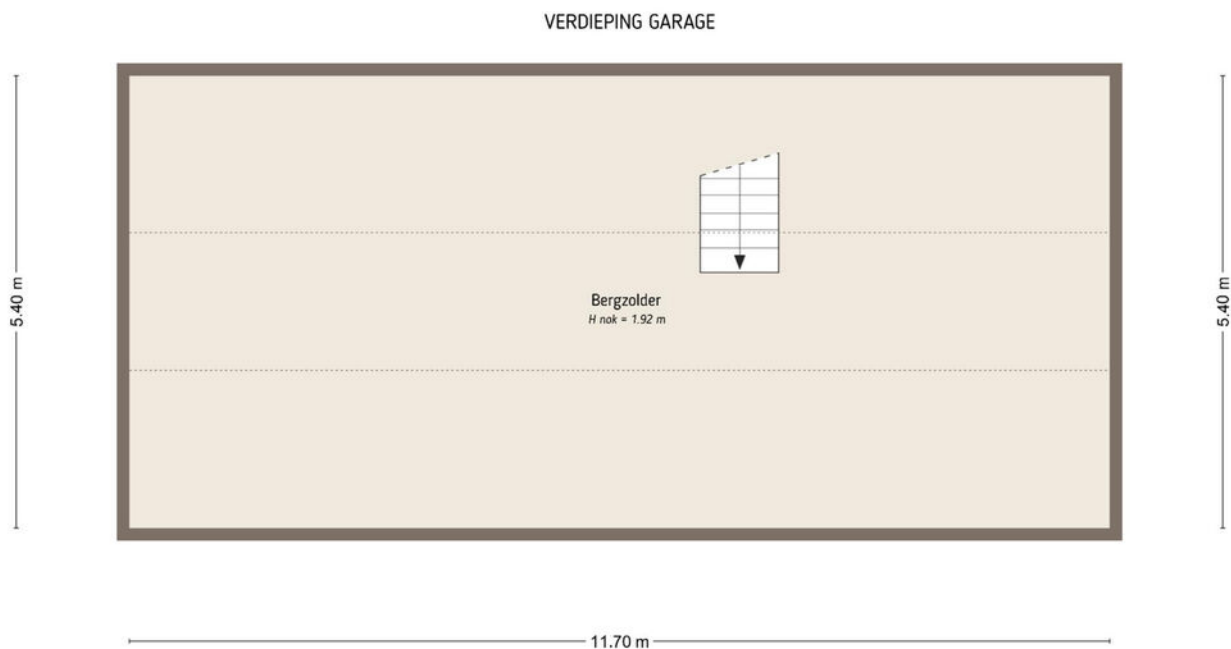 VERDIEPING GARAGE
5.40 m
5.40 m
Bergzolder
H nok = 1.92 m
11.70 m